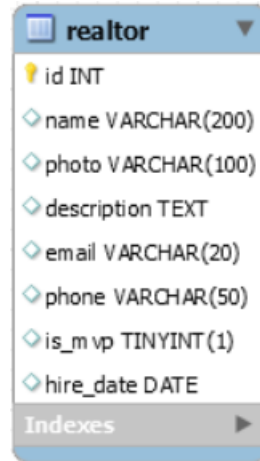 realtor
id INT
name VARCHAR(200)
photo VARCHAR(100)
description TEXT
email VARCHAR(20)
phone VARCHAR(50)
is_mvp TINYINT(1)
hire_date DATE
Indexes